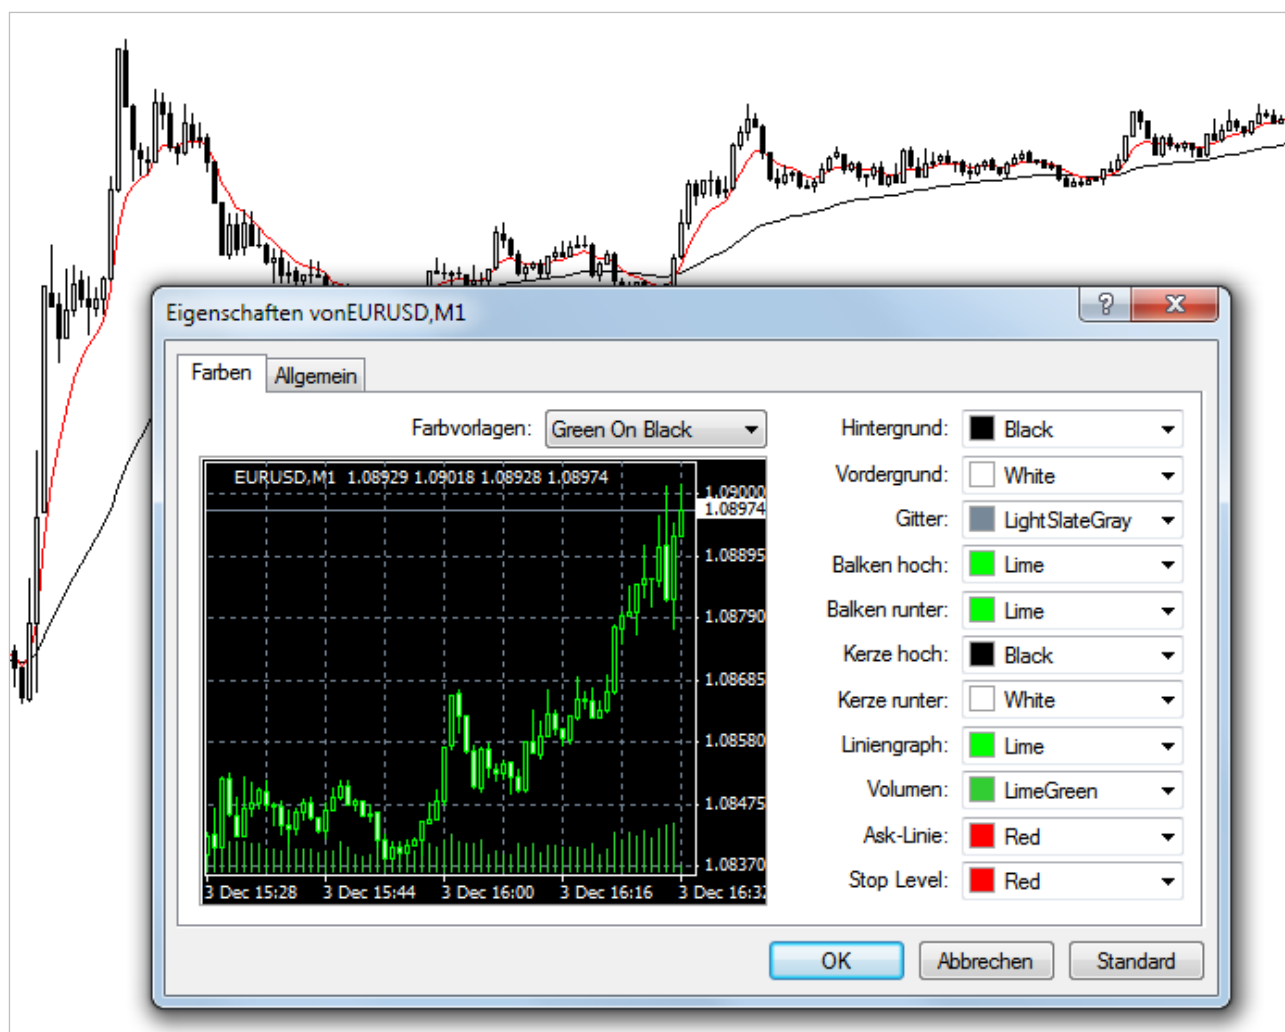 Eigenschaften vonEURUSD,M1
?
Farben
Allgemein
Farbvorlagen: Green On Black
EURUSD,M1 1.08929 1.09018 1.08928 1.08974
1.09000
1.08974
1.08895
1.08790
1.08685
1.08580
1.08475
1.08370
3 Dec 15:28 3 Dec 15:44 3 Dec 16:00 3 Dec 16:16 3 Dec 16:32
Hintergrund: Black
Vordergrund: White
Gitter: LightSlateGray
Balken hoch: Lime
Balken runter: Lime
Kerze hoch: Black
Kerze runter: White
Liniengraph: Lime
Volumen: LimeGreen
Ask-Linie: Red
Stop Level: Red
OK Abbrechen Standard